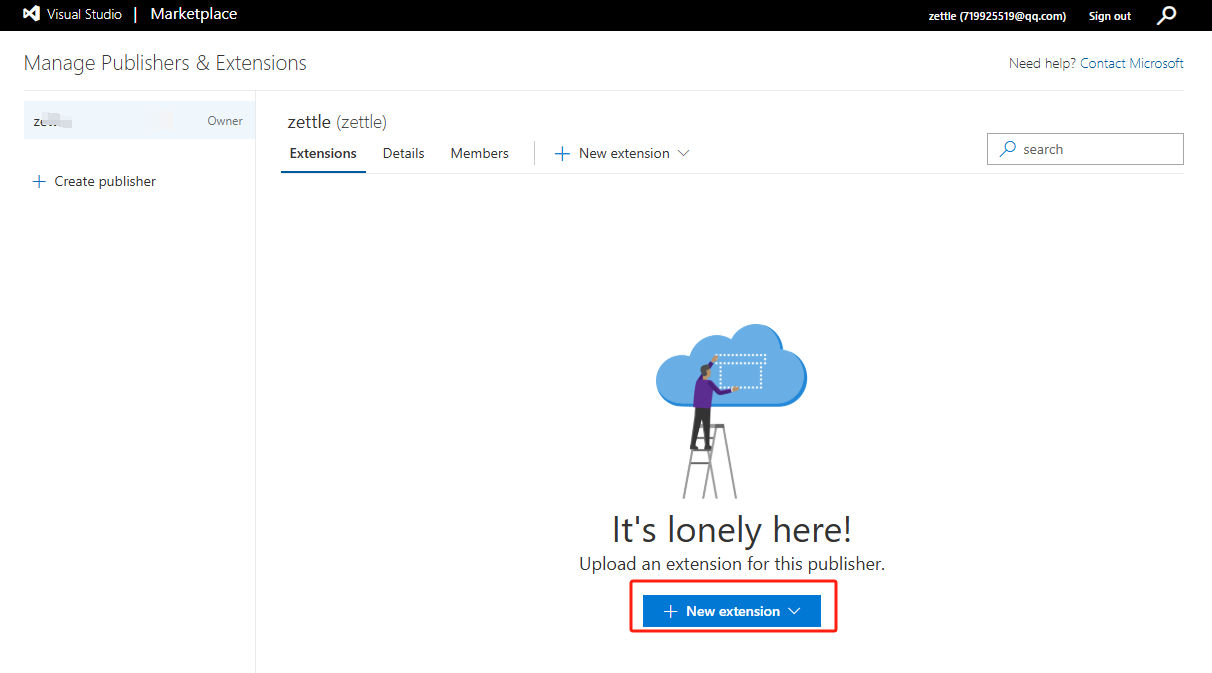 Visual Studio | Marketplace
zettle (719925519@qq.com) Sign out
Manage Publishers & Extensions
Need help? Contact Microsoft
Owner
Create publisher
zettle (zettle)
Extensions Details Members New extension
search
It's lonely here!
Upload an extension for this publisher.
New extension